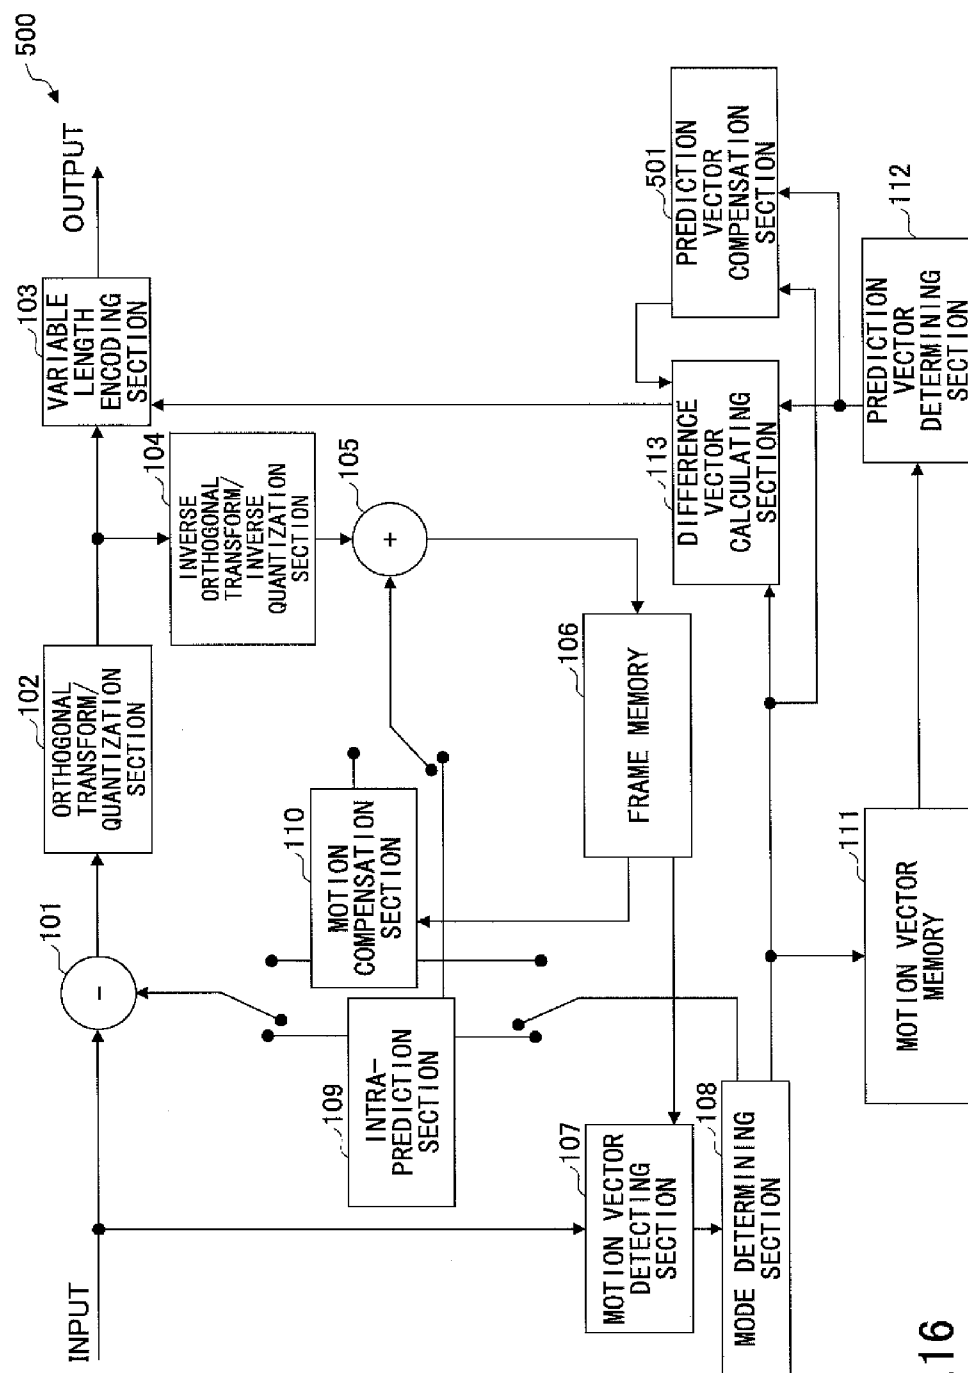 500
INPUT
OUTPUT
101
-
102
ORTHOGONAL
TRANSFORM/
QUANTIZATION
SECTION
103
VARIABLE
LENGTH
ENCODING
SECTION
104
INVERSE
ORTHOGONAL
TRANSFORM/
INVERSE
QUANTIZATION
SECTION
105
+
106
FRAME MEMORY
107
MOTION VECTOR
DETECTING
SECTION
108
MODE DETERMINING
SECTION
109
INTRA-
PREDICTION
SECTION
110
MOTION
COMPENSATION
SECTION
111
MOTION VECTOR
MEMORY
112
PREDICTION
VECTOR
DETERMINING
SECTION
113
DIFFERENCE
VECTOR
CALCULATING
SECTION
501
PREDICTION
VECTOR
COMPENSATION
SECTION
16